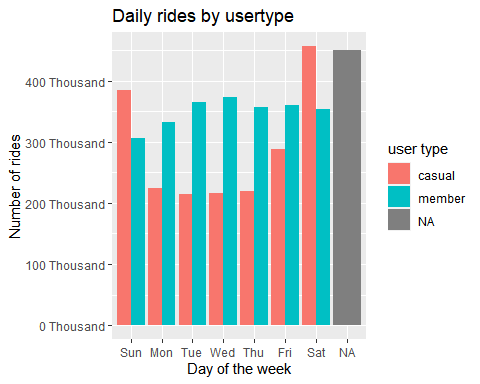 Daily rides by usertype
Number of rides
400 Thousand
300 Thousand
200 Thousand
100 Thousand
0 Thousand
Sun Mon Tue Wed Thu Fri Sat NA
Day of the week
user type
casual
member
NA